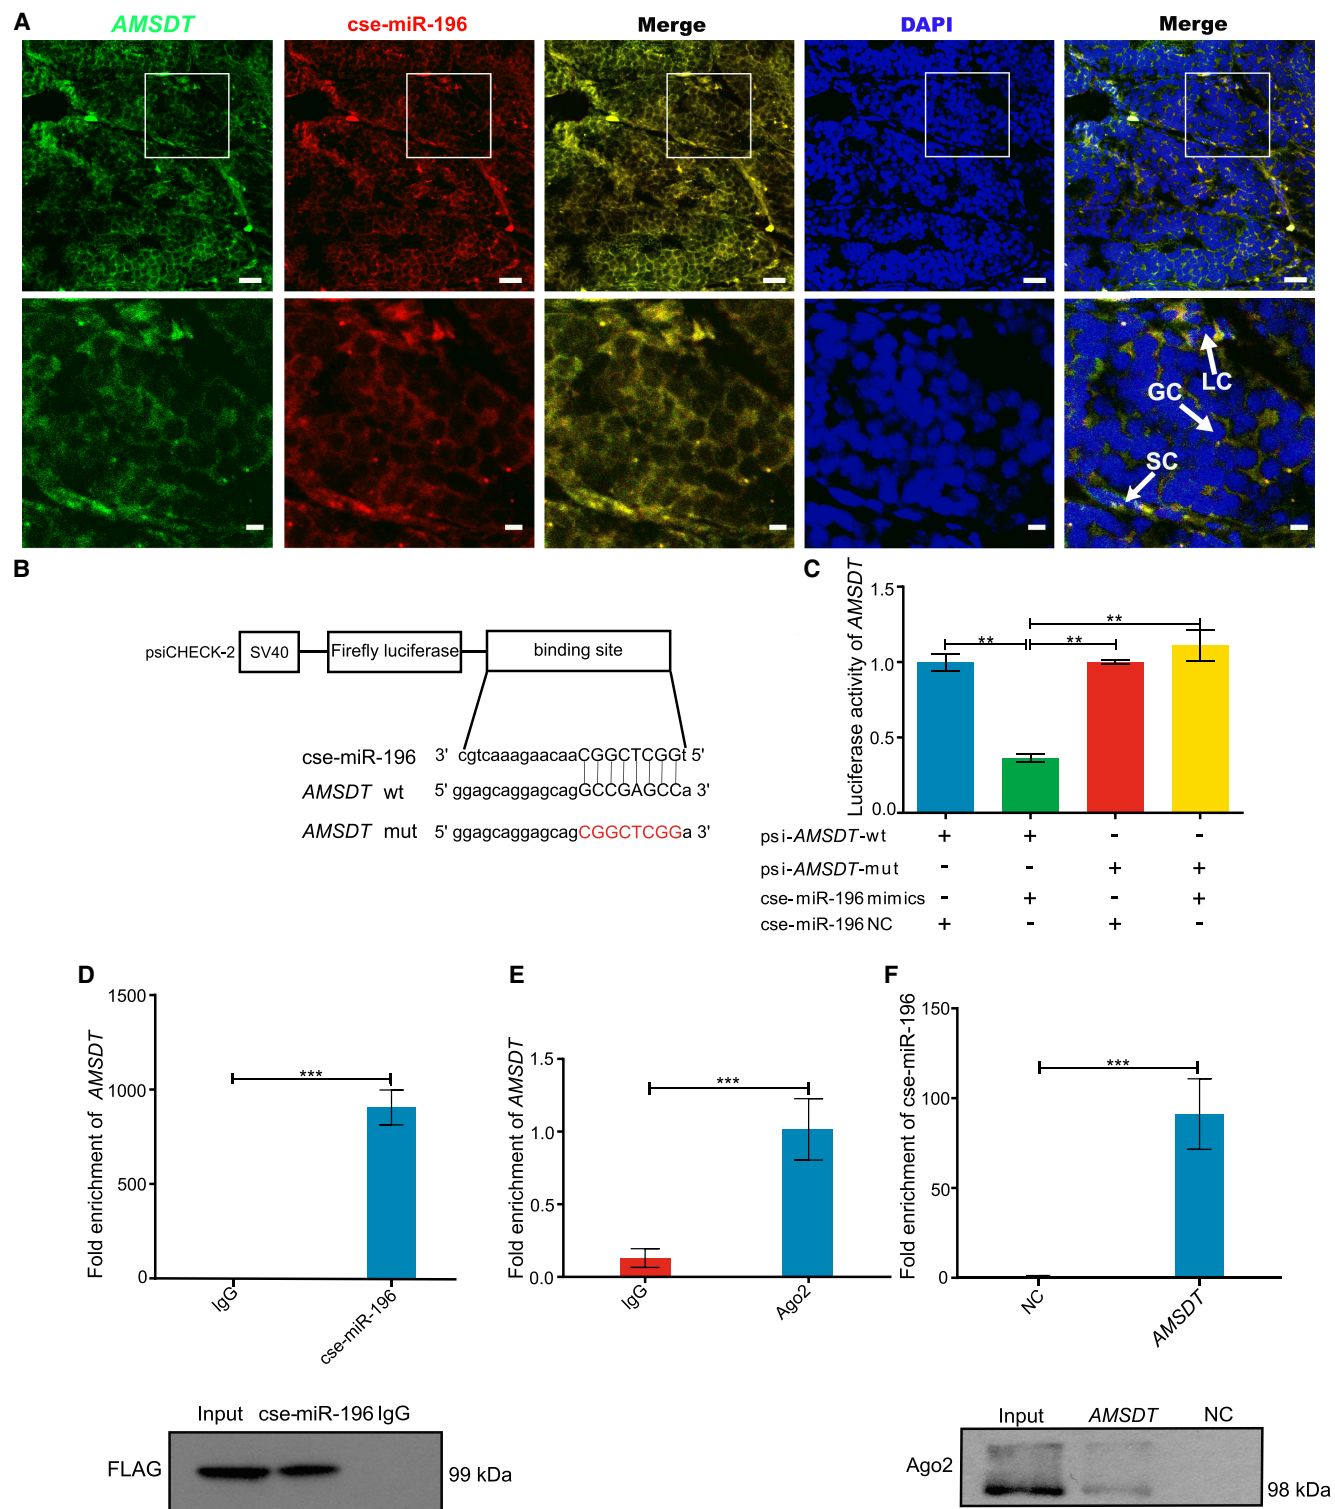 A
AMSDT
cse-miR-196
Merge
DAPI
Merge
LC
GC
SC
B
psiCHECK-2 SV40 Firefly luciferase binding site
cse-miR-196 3' cgtcaaagaacaaCGGCTCGGt 5'
AMSDT wt 5' ggagcaggagcagGCCGAGCCa 3'
AMSDT mut 5' ggagcaggagcagCGGCTCGGa 3'
C
Luciferase activity of AMSDT
1.5
1.0
0.5
0.0
** ** **
psi-AMSDT-wt + + - -
psi-AMSDT-mut - - + +
cse-miR-196 mimics - + - +
cse-miR-196 NC + - + -
D
Fold enrichment of AMSDT
1500
1000
500
0
***
IgG
cse-miR-196
Input cse-miR-196 IgG
FLAG
99 kDa
E
Fold enrichment of AMSDT
1.5
1.0
0.5
0.0
***
IgG
Ago2
F
Fold enrichment of cse-miR-196
150
100
50
0
***
NC
AMSDT
Input AMSDT NC
Ago2
98 kDa